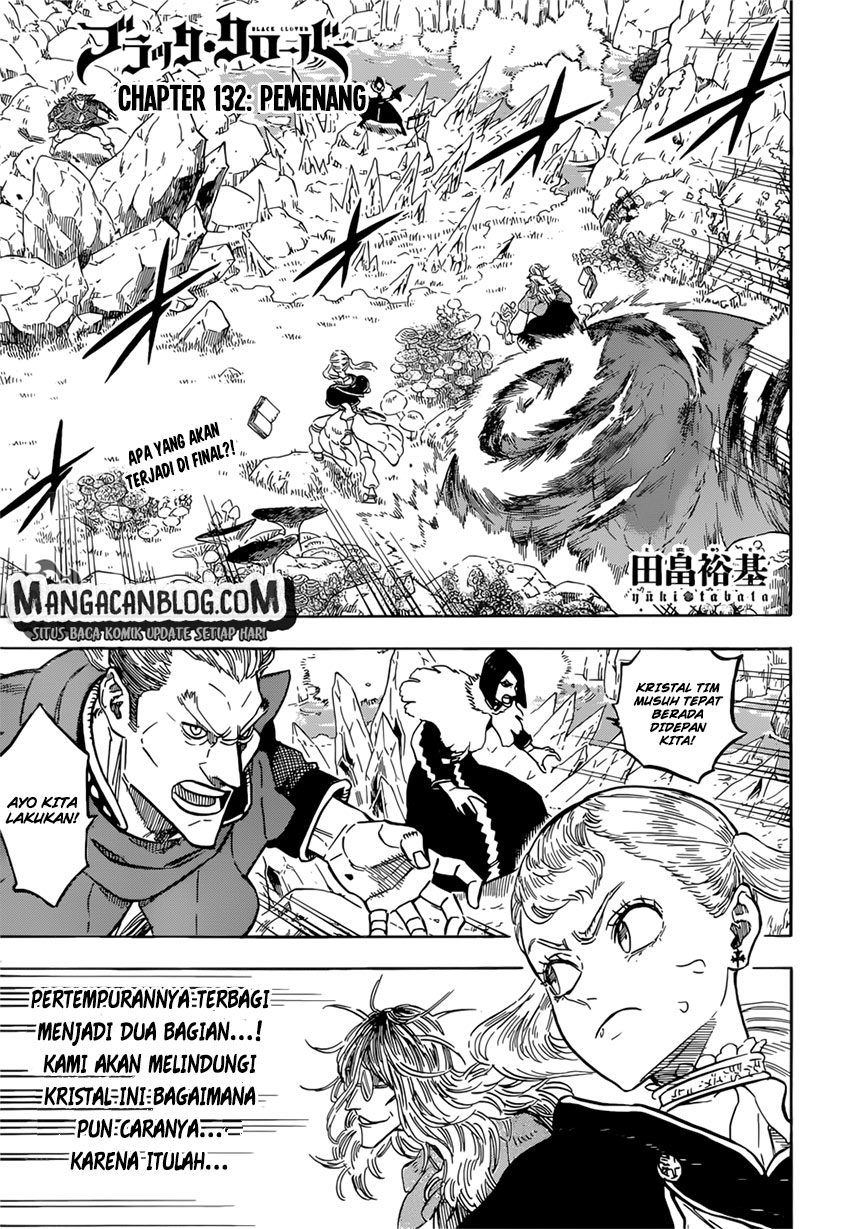 BLACK CLOVER
ブラック・クローバー
CHAPTER 132: PEMENANG
APA YANG AKAN
TERJADI DI FINAL?!
田畠裕基
yūki tabata
MANGACANBLOG.COM
SITUS BACA KOMIK UPDATE SETIAP HARI
KRISTAL TIM
MUSUH TEPAT
BERADA
DIDEPAN
KITA!
AYO KITA
LAKUKAN!
PERTEMPURANNYA TERBAGI
MENJADI DUA BAGIAN...!
KAMI AKAN MELINDUNGI
KRISTAL INI BAGAIMANA
PUN CARANYA...
KARENA ITULAH...